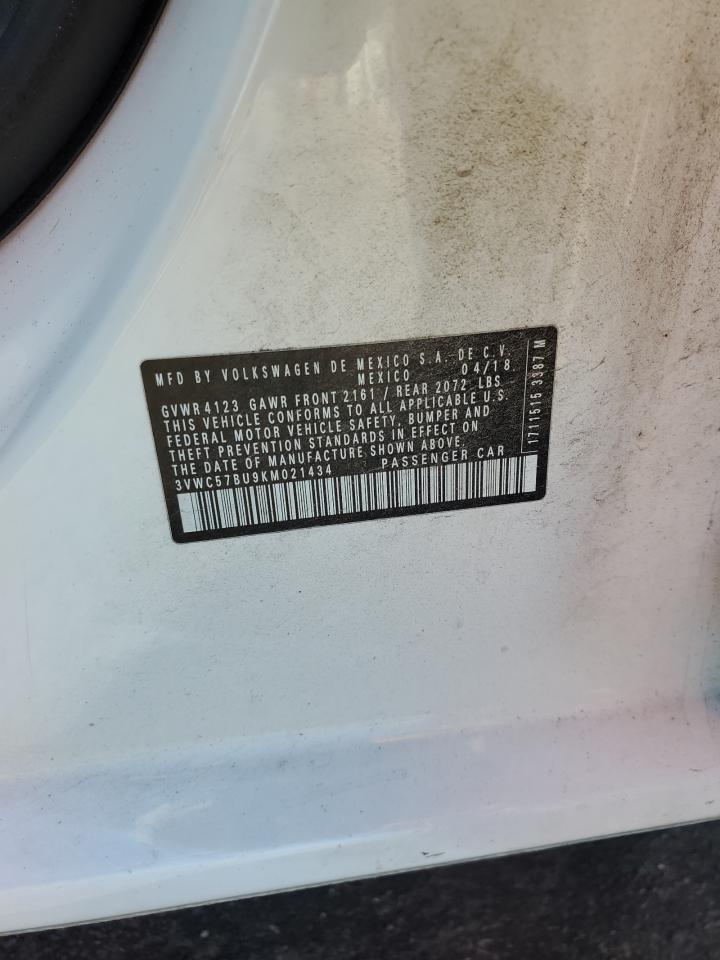 MFD BY VOLKSWAGEN DE MEXICO S.A. DE C.V.
MEXICO 04/18
GVWR 4123 GAWR FRONT 2161 / REAR 2072 LBS
THIS VEHICLE CONFORMS TO ALL APPLICABLE U.S.
FEDERAL MOTOR VEHICLE SAFETY, BUMPER AND
THEFT PREVENTION STANDARDS IN EFFECT ON
THE DATE OF MANUFACTURE SHOWN ABOVE.
3VWC57BU9KM021434 PASSENGER CAR
1711515 3387 M